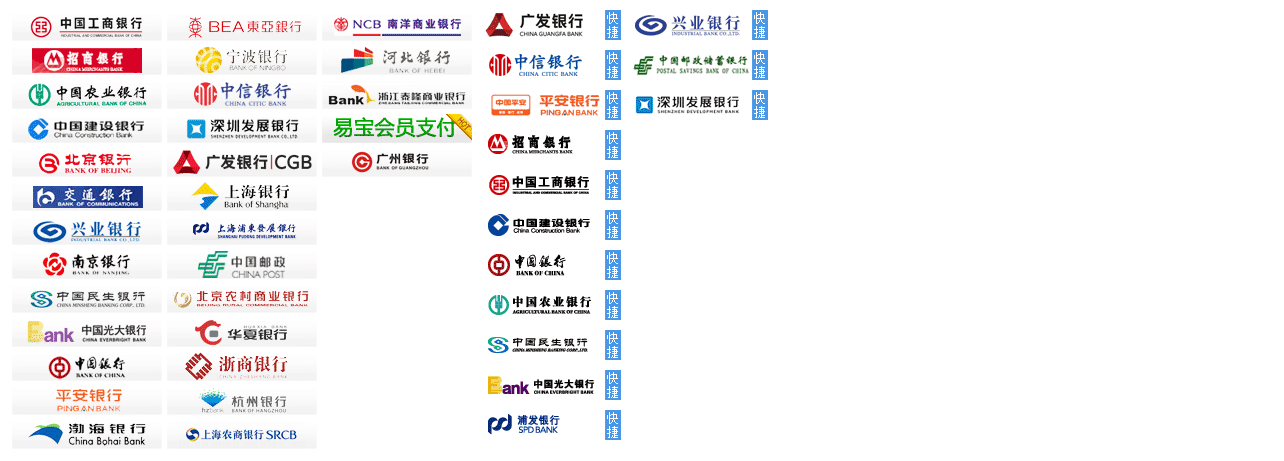 中国工商银行
INDUSTRIAL AND COMMERCIAL BANK OF CHINA
招商银行
CHINA MERCHANTS BANK
中国农业银行
AGRICULTURAL BANK OF CHINA
中国建设银行
China Construction Bank
北京银行
BANK OF BEIJING
交通银行
BANK OF COMMUNICATIONS
兴业银行
INDUSTRIAL BANK CO.,LTD.
南京银行
BANK OF NANJING
中国民生银行
CHINA MINSHENG BANKING CORP., LTD.
Bank 中国光大银行
CHINA EVERBRIGHT BANK
中国银行
BANK OF CHINA
平安银行
PING AN BANK
渤海银行
China Bohai Bank
BEA東亞銀行
宁波银行
BANK OF NINGBO
中信银行
CHINA CITIC BANK
深圳发展银行
SHENZHEN DEVELOPMENT BANK CO.,LTD
广发银行|CGB
上海银行
Bank of Shanghai
上海浦東發展銀行
SHANGHAI PUDONG DEVELOPMENT BANK
中国邮政
CHINA POST
北京农村商业银行
BEIJING RURAL COMMERCIAL BANK
HUAXIA BANK
华夏银行
浙商银行
CHINA ZHESHANG BANK
杭州银行
hzbank BANK OF HANGZHOU
上海农商银行 SRCB
NCB 南洋商业银行
河北银行
BANK OF HEBEI
Bank 浙江泰隆商业银行
ZHEJIANG TAILONG COMMERCIAL BANK
易宝会员支付
HOT
广州银行
BANK OF GUANGZHOU
广发银行 快捷
CHINA GUANGFA BANK
中信银行 快捷
CHINA CITIC BANK
中国平安 平安银行 快捷
PING AN BANK
招商银行 快捷
CHINA MERCHANTS BANK
中国工商银行 快捷
INDUSTRIAL AND COMMERCIAL BANK OF CHINA
中国建设银行 快捷
China Construction Bank
中国银行 快捷
BANK OF CHINA
中国农业银行 快捷
AGRICULTURAL BANK OF CHINA
中国民生银行 快捷
CHINA MINSHENG BANKING CORP., LTD.
Bank 中国光大银行 快捷
CHINA EVERBRIGHT BANK
浦发银行 快捷
SPD BANK
兴业银行 快捷
INDUSTRIAL BANK CO.,LTD.
中国邮政储蓄银行 快捷
POSTAL SAVINGS BANK OF CHINA
深圳发展银行 快捷
SHENZHEN DEVELOPMENT BANK CO.,LTD